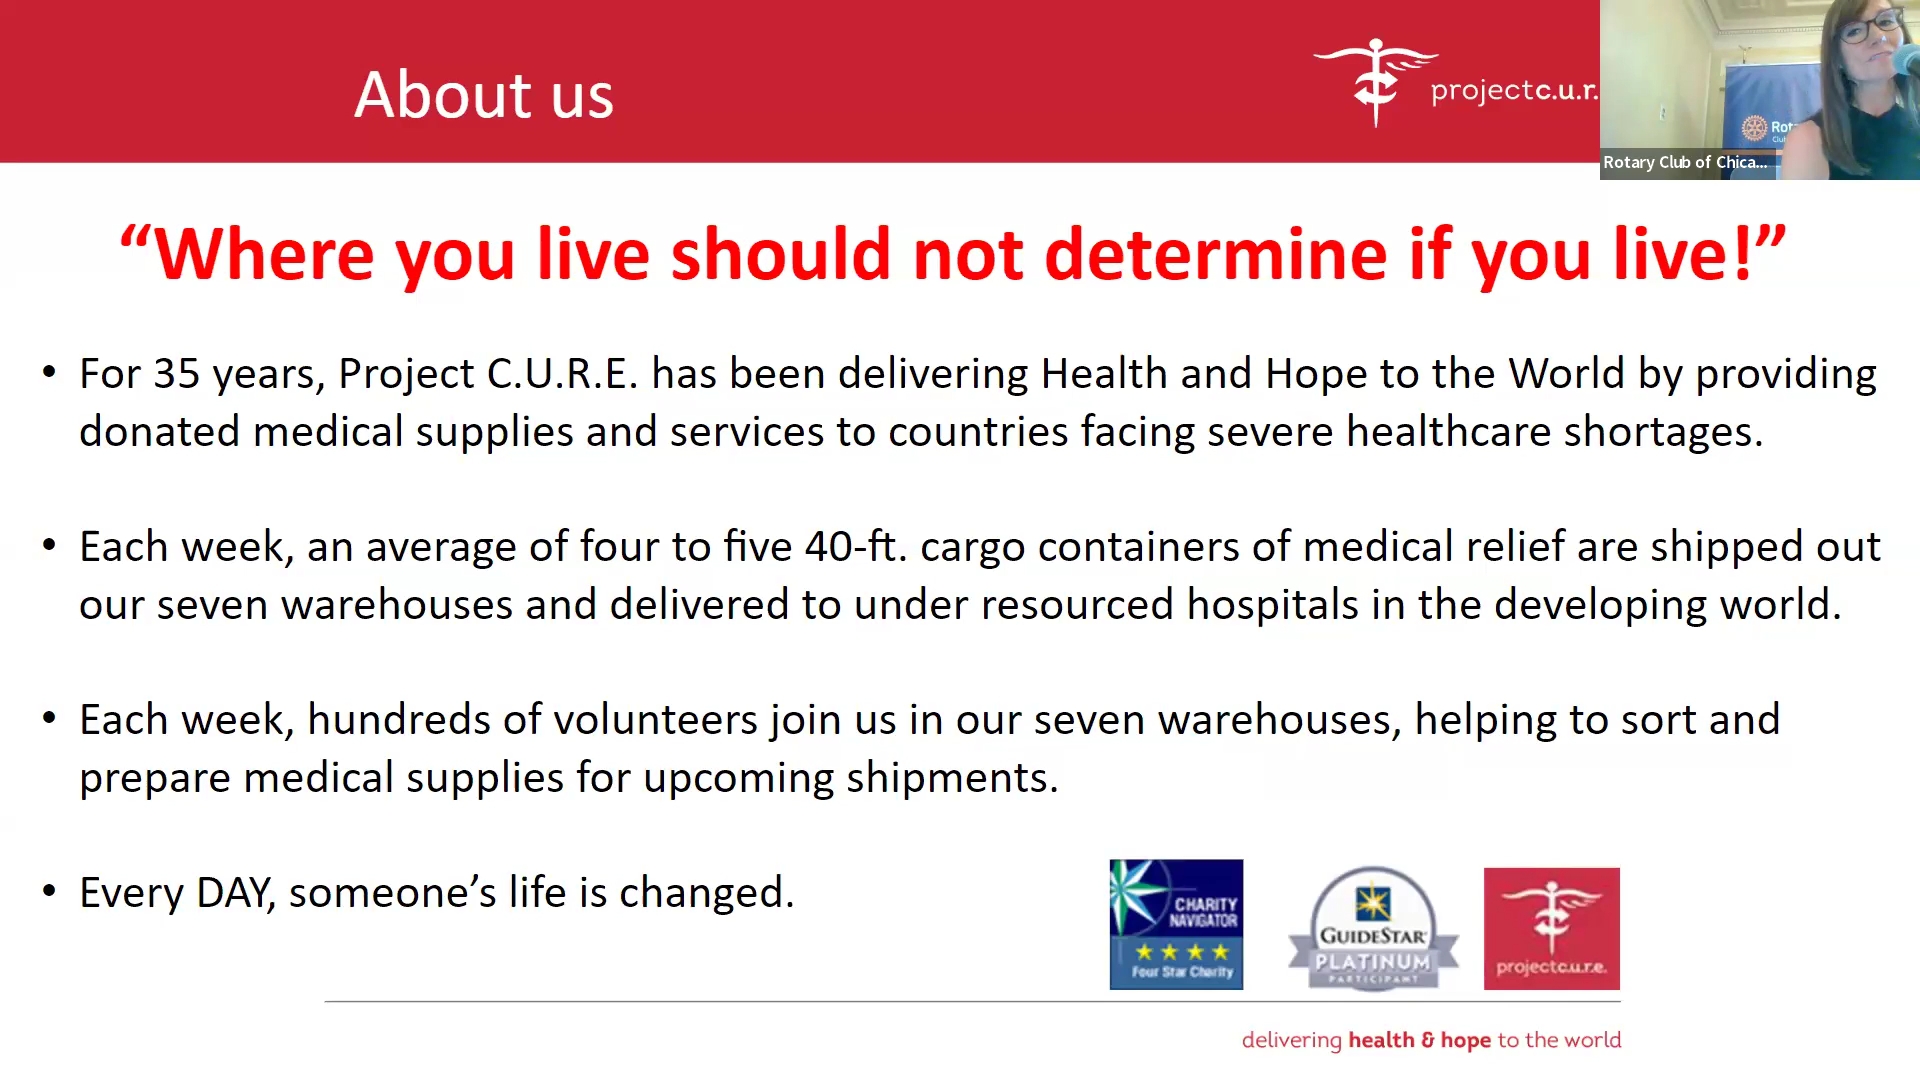 About us
projectc.u.r.
Rotary Club of Chica...
“Where you live should not determine if you live!”
• For 35 years, Project C.U.R.E. has been delivering Health and Hope to the World by providing
donated medical supplies and services to countries facing severe healthcare shortages.
• Each week, an average of four to five 40-ft. cargo containers of medical relief are shipped out
our seven warehouses and delivered to under resourced hospitals in the developing world.
• Each week, hundreds of volunteers join us in our seven warehouses, helping to sort and
prepare medical supplies for upcoming shipments.
• Every DAY, someone’s life is changed.
CHARITY
NAVIGATOR
Four Star Charity
GUIDESTAR
PLATINUM
PARTICIPANT
projectc.u.r.e.
delivering health & hope to the world